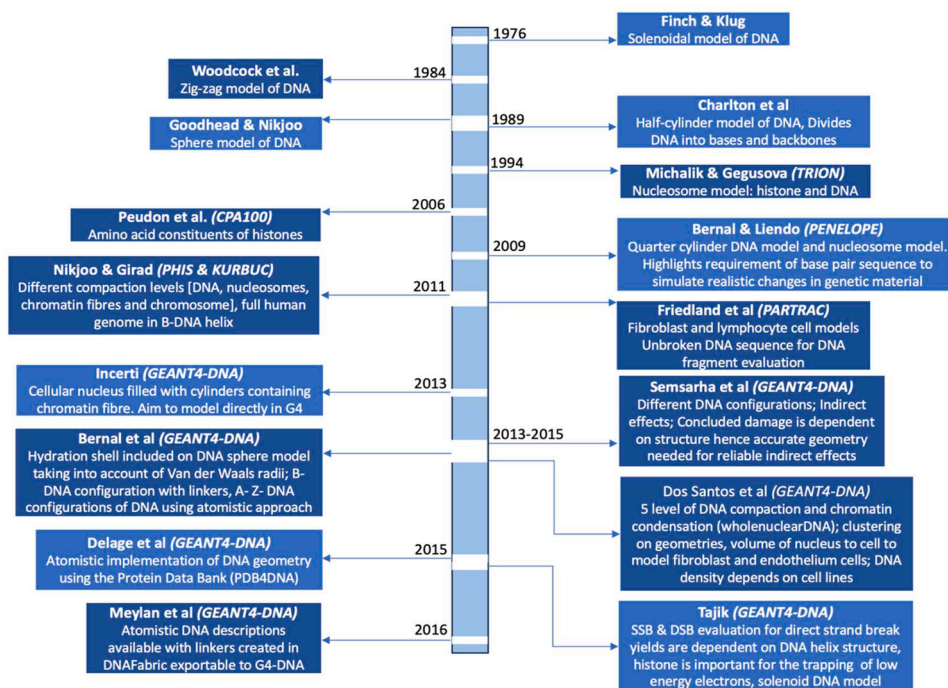 1976
Finch & Klug
Solenoidal model of DNA
Woodcock et al.
Zig-zag model of DNA
1984
Goodhead & Nikjoo
Sphere model of DNA
1989
Charlton et al
Half-cylinder model of DNA, Divides
DNA into bases and backbones
1994
Michalik & Gegusova (TRION)
Nucleosome model: histone and DNA
Peudon et al. (CPA100)
Amino acid constituents of histones
2006
2009
Bernal & Liendo (PENELOPE)
Quarter cylinder DNA model and nucleosome model.
Highlights requirement of base pair sequence to
simulate realistic changes in genetic material
Nikjoo & Girad (PHIS & KURBUC)
Different compaction levels [DNA, nucleosomes,
chromatin fibres and chromosome], full human
genome in B-DNA helix
2011
Friedland et al (PARTRAC)
Fibroblast and lymphocyte cell models
Unbroken DNA sequence for DNA
fragment evaluation
Incerti (GEANT4-DNA)
Cellular nucleus filled with cylinders containing
chromatin fibre. Aim to model directly in G4
2013
Semsarha et al (GEANT4-DNA)
Different DNA configurations; Indirect
effects; Concluded damage is dependent
on structure hence accurate geometry
needed for reliable indirect effects
2013-2015
Bernal et al (GEANT4-DNA)
Hydration shell included on DNA sphere model
taking into account of Van der Waals radii; B-
DNA configuration with linkers, A- Z- DNA
configurations of DNA using atomistic approach
Dos Santos et al (GEANT4-DNA)
5 level of DNA compaction and chromatin
condensation (wholenuclearDNA); clustering
on geometries, volume of nucleus to cell to
model fibroblast and endothelium cells; DNA
density depends on cell lines
Delage et al (GEANT4-DNA)
Atomistic implementation of DNA geometry
using the Protein Data Bank (PDB4DNA)
2015
Tajik (GEANT4-DNA)
SSB & DSB evaluation for direct strand break
yields are dependent on DNA helix structure,
histone is important for the trapping of low
energy electrons, solenoid DNA model
Meylan et al (GEANT4-DNA)
Atomistic DNA descriptions
available with linkers created in
DNAFabric exportable to G4-DNA
2016